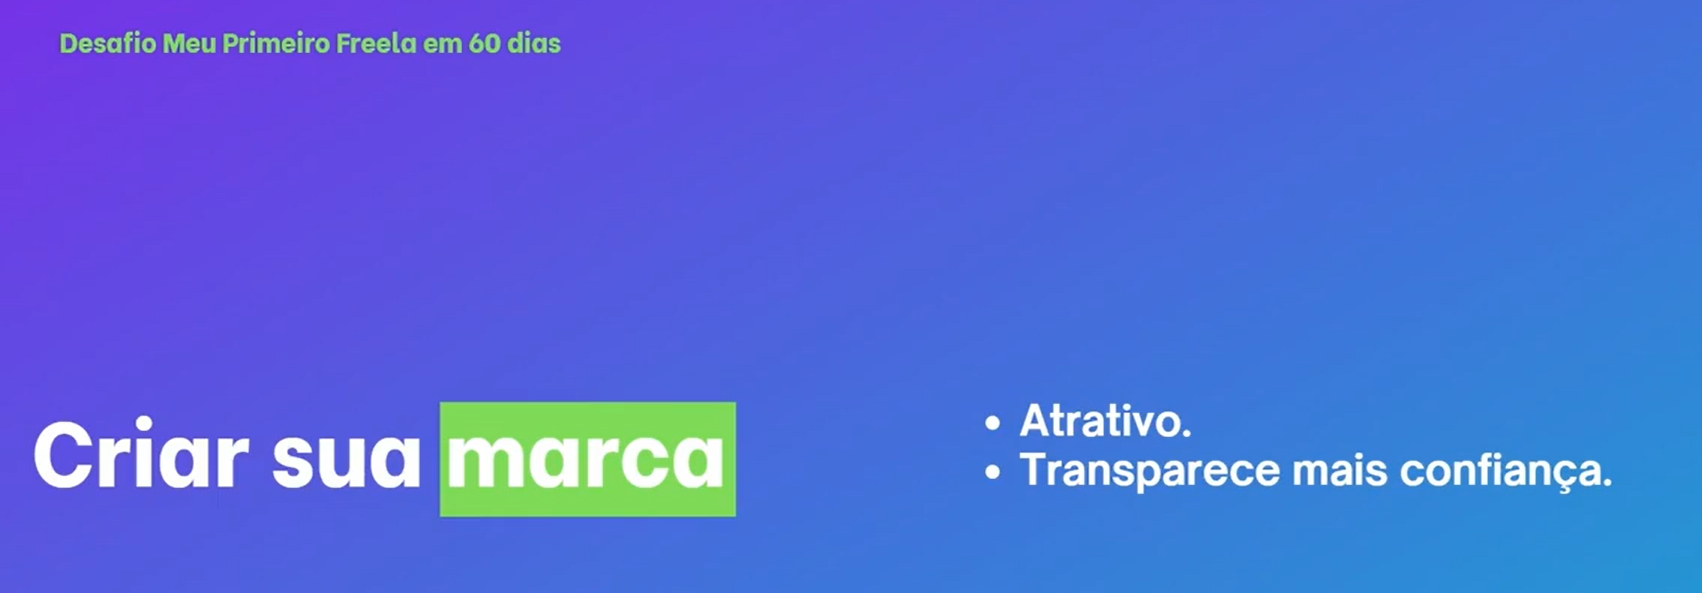 Desafio Meu Primeiro Freela em 60 dias
Criar sua marca
• Atrativo.
• Transparece mais confiança.